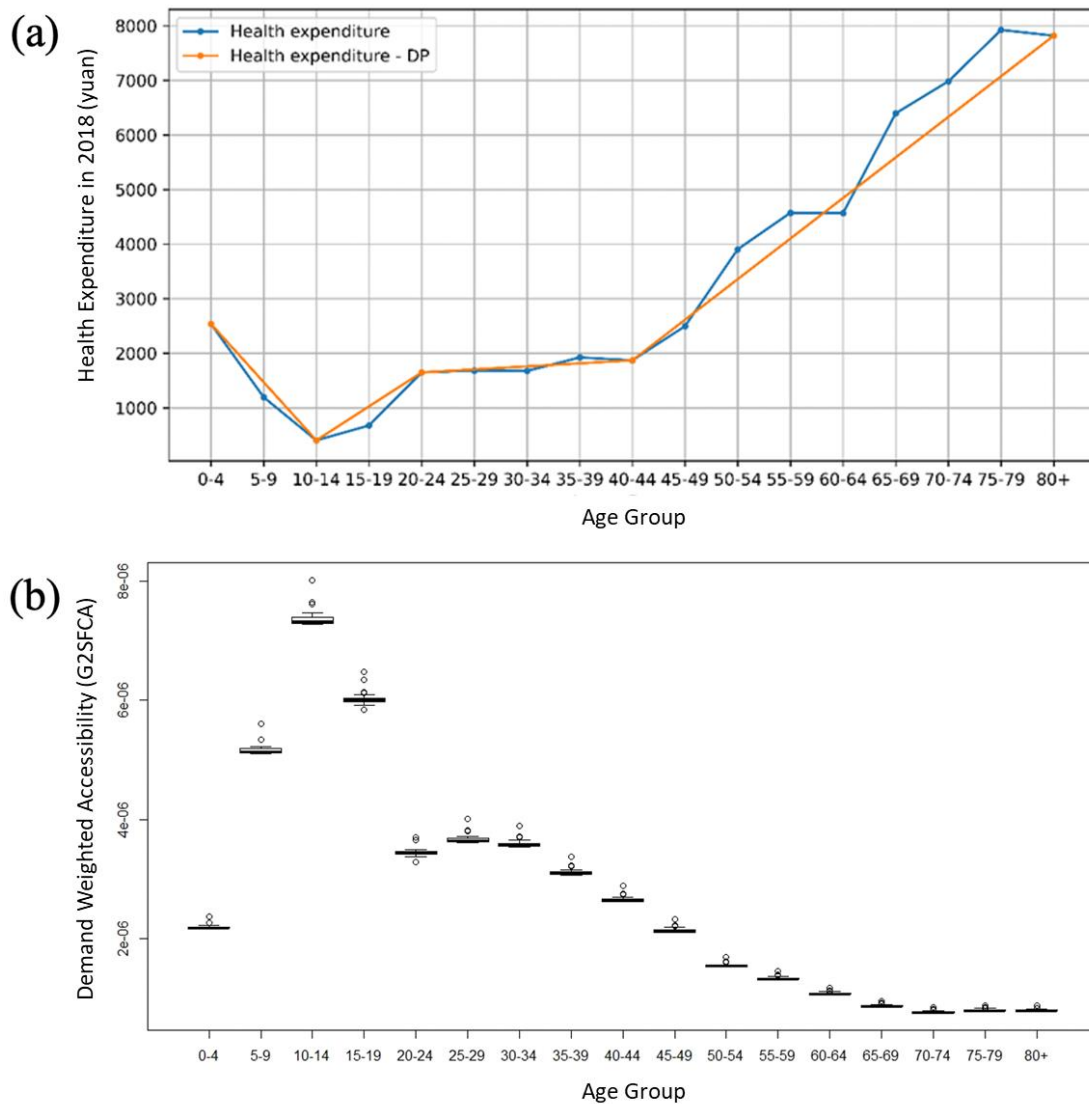 (a)
Health Expenditure in 2018 (yuan)
8000
7000
6000
5000
4000
3000
2000
1000
Health expenditure
Health expenditure - DP
0-4 5-9 10-14 15-19 20-24 25-29 30-34 35-39 40-44 45-49 50-54 55-59 60-64 65-69 70-74 75-79 80+
Age Group
(b)
Demand Weighted Accessibility (G2SFCA)
8e-06
6e-06
4e-06
2e-06
0-4 5-9 10-14 15-19 20-24 25-29 30-34 35-39 40-44 45-49 50-54 55-59 60-64 65-69 70-74 75-79 80+
Age Group